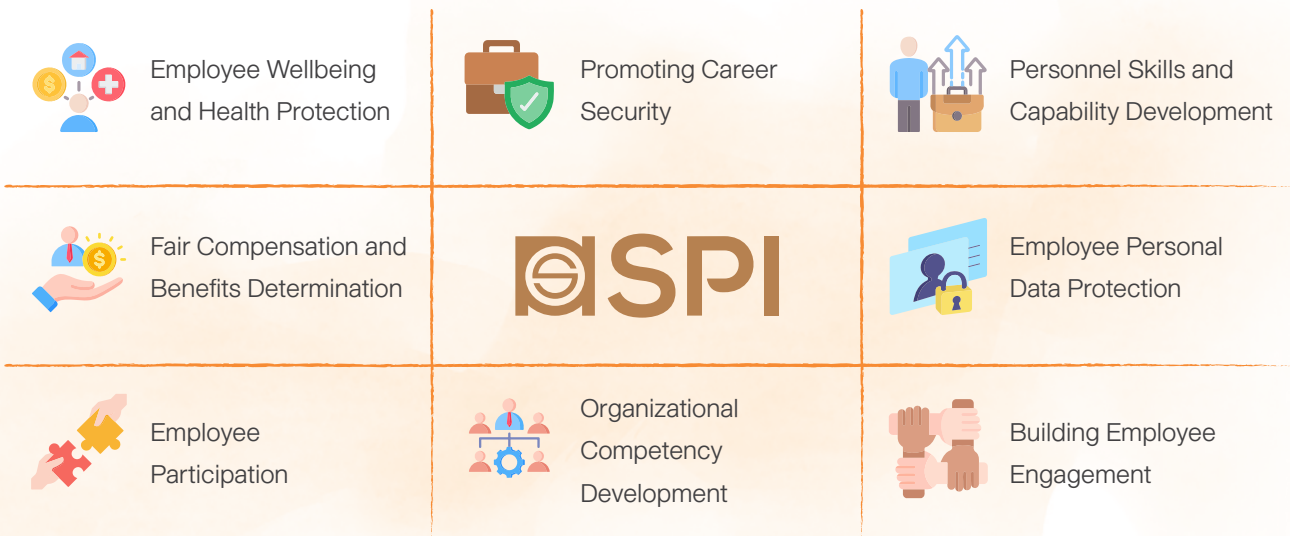 Employee Wellbeing
and Health Protection
Promoting Career
Security
Personnel Skills and
Capability Development
Fair Compensation and
Benefits Determination
aSPI
Employee Personal
Data Protection
Employee
Participation
Organizational
Competency
Development
Building Employee
Engagement